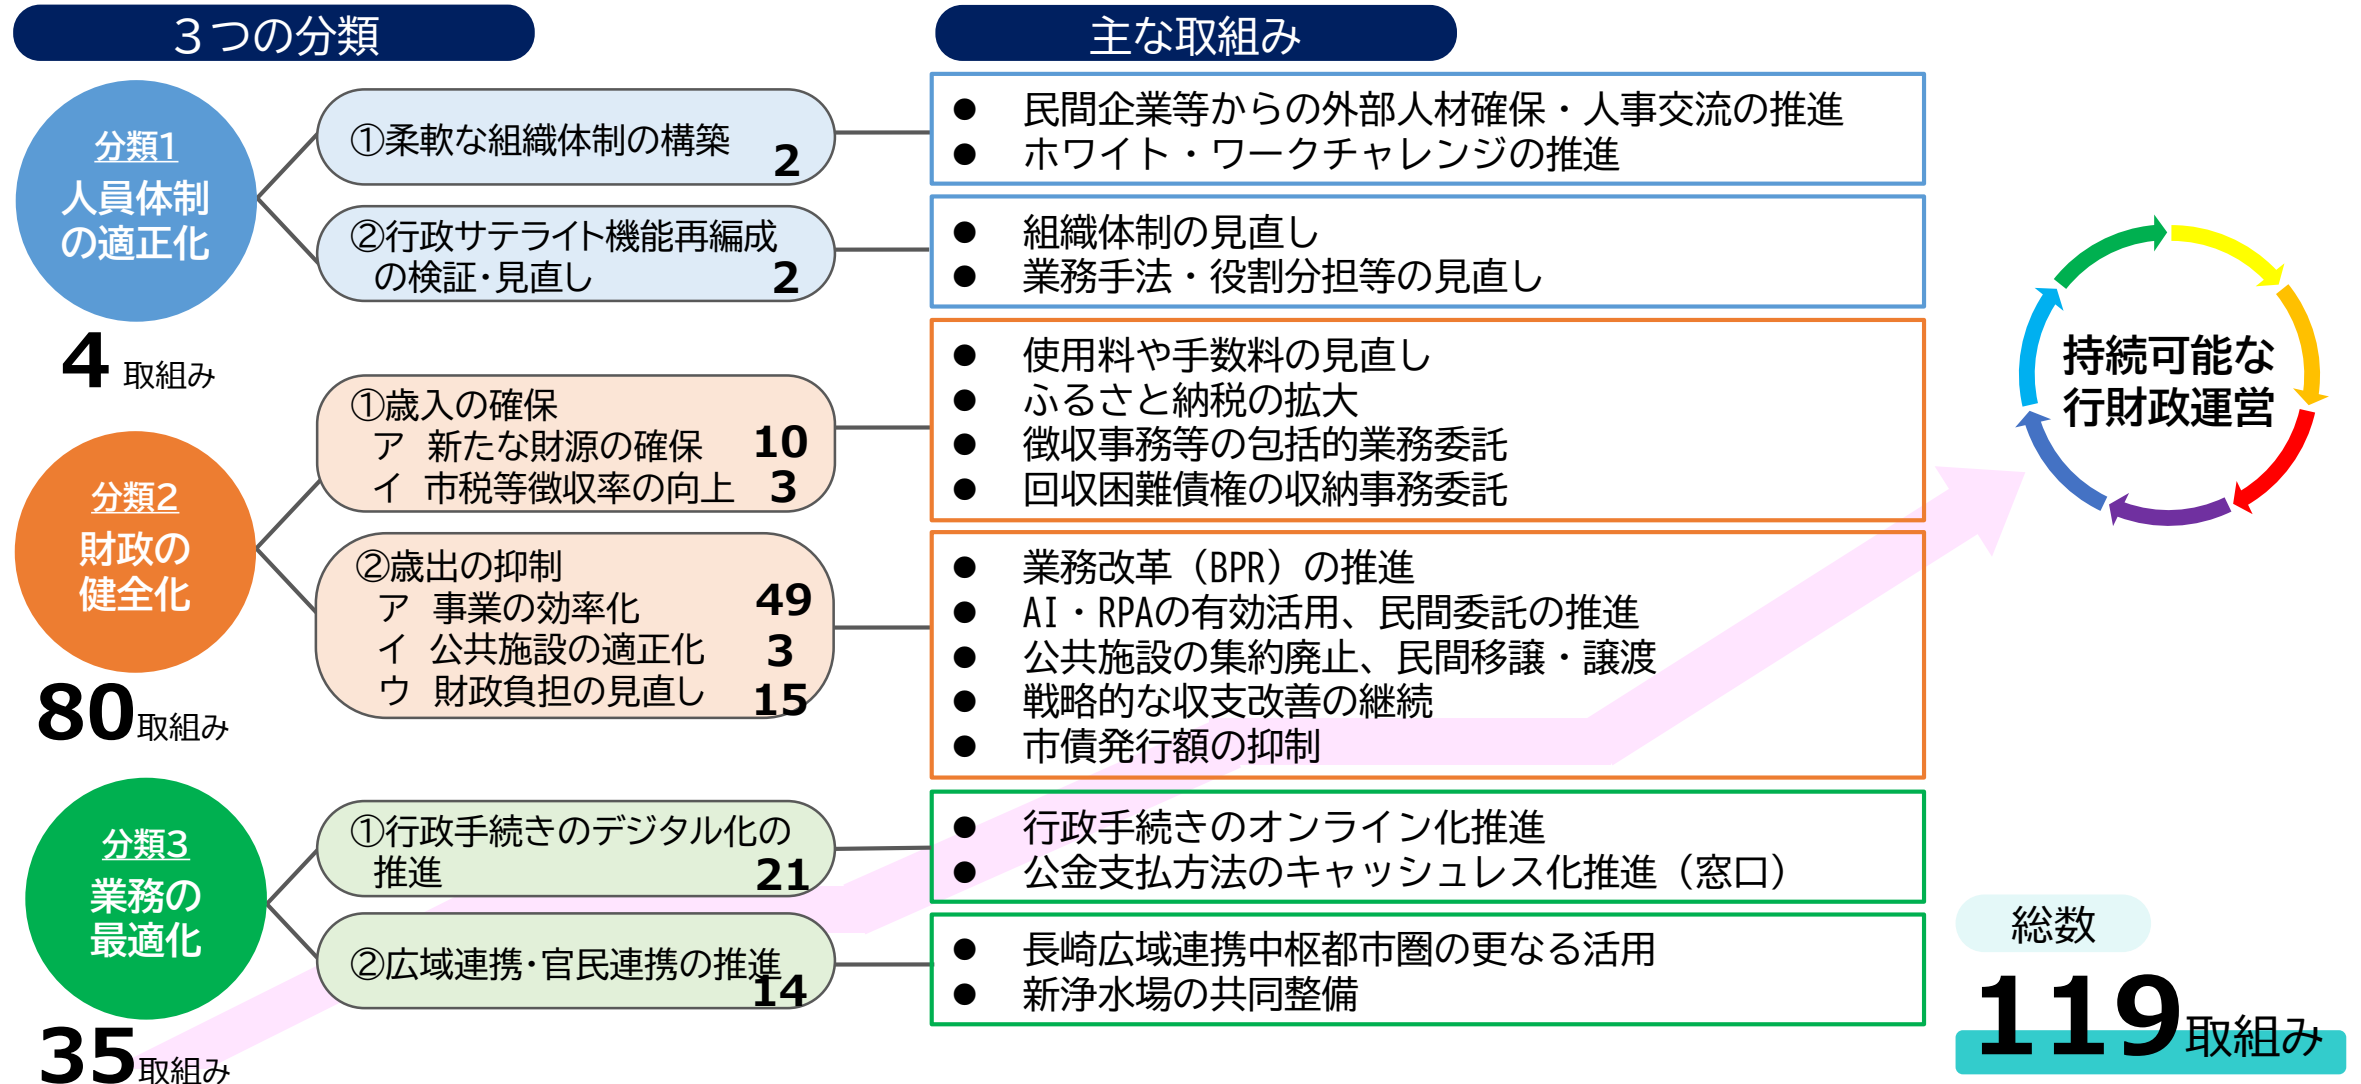 ３つの分類
主な取組み
分類1
人員体制
の適正化
4 取組み
①柔軟な組織体制の構築 2
②行政サテライト機能再編成
の検証・見直し 2
● 民間企業等からの外部人材確保・人事交流の推進
● ホワイト・ワークチャレンジの推進
● 組織体制の見直し
● 業務手法・役割分担等の見直し
分類2
財政の
健全化
80取組み
①歳入の確保
ア 新たな財源の確保 10
イ 市税等徴収率の向上 3
②歳出の抑制
ア 事業の効率化 49
イ 公共施設の適正化 3
ウ 財政負担の見直し 15
● 使用料や手数料の見直し
● ふるさと納税の拡大
● 徴収事務等の包括的業務委託
● 回収困難債権の収納事務委託
● 業務改革（BPR）の推進
● AI・RPAの有効活用、民間委託の推進
● 公共施設の集約廃止、民間移譲・譲渡
● 戦略的な収支改善の継続
● 市債発行額の抑制
分類3
業務の
最適化
35取組み
①行政手続きのデジタル化の
推進 21
②広域連携・官民連携の推進
14
● 行政手続きのオンライン化推進
● 公金支払方法のキャッシュレス化推進（窓口）
● 長崎広域連携中枢都市圏の更なる活用
● 新浄水場の共同整備
持続可能な
行財政運営
総数
119取組み